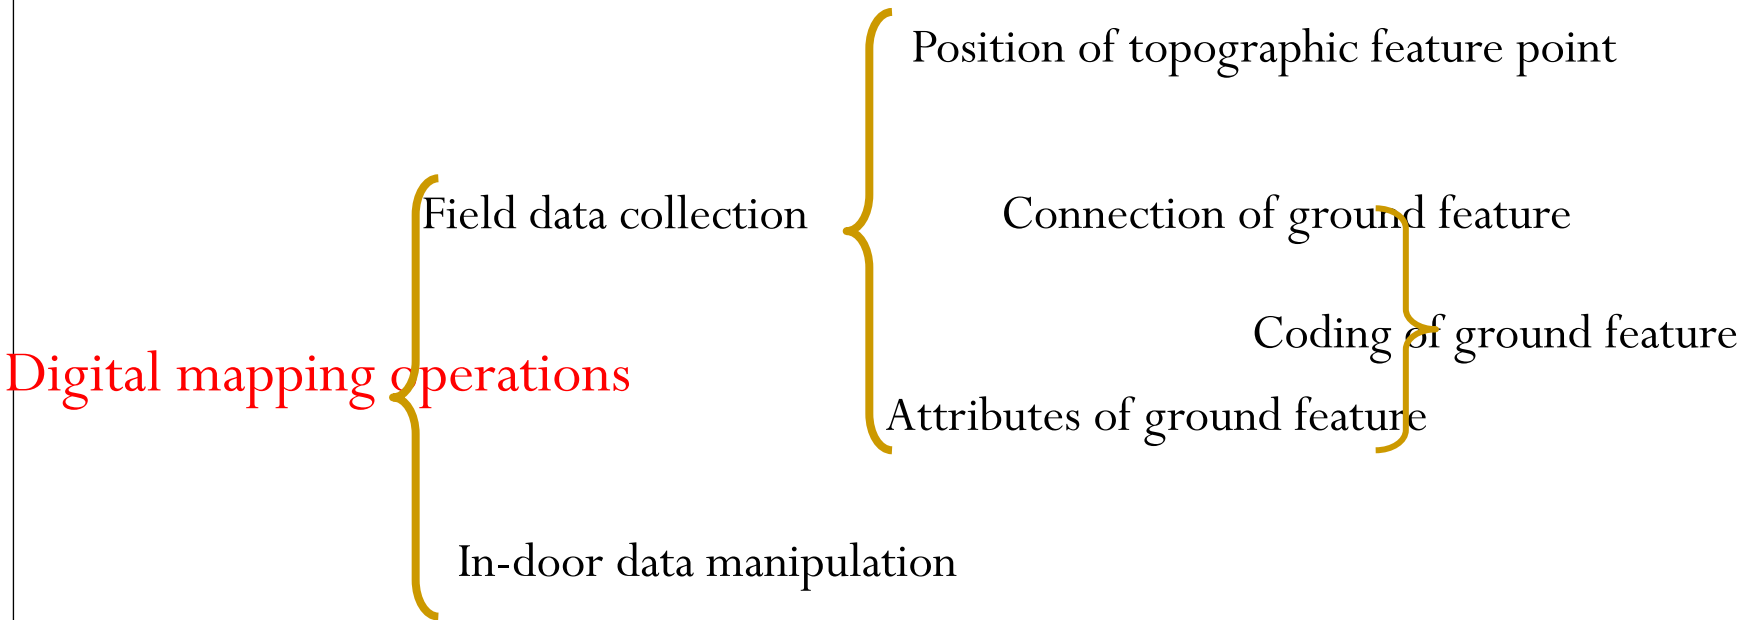 Position of topographic feature point
Field data collection
Connection of ground feature
Coding of ground feature
Digital mapping operations
Attributes of ground feature
In-door data manipulation